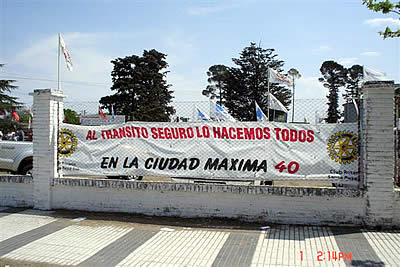 AL TRANSITO SEGURO LO HACEMOS TODOS
EN LA CIUDAD MAXIMA 40
1 2:14PM